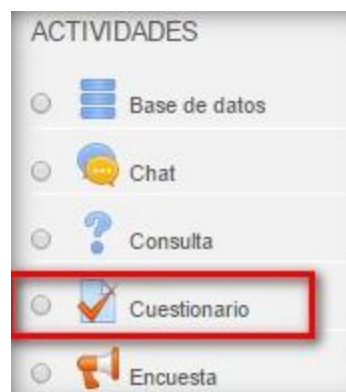 ACTIVIDADES
Base de datos
Chat
Consulta
Cuestionario
Encuesta